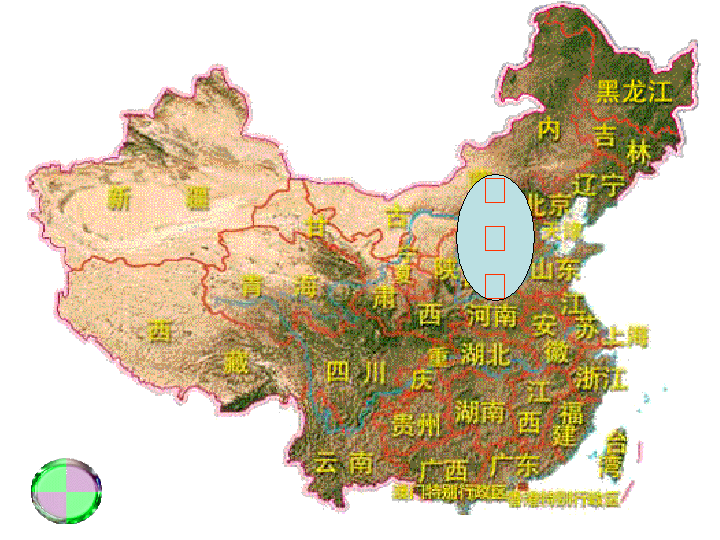 黑龙江
内
吉
林
辽宁
新 疆
北京
甘
古
天津
宁
夏
陕
山东
青 海
肃
西
河南
江
苏
安
徽
上海
西
藏
四 川
重
庆
湖北
浙江
江
西
湖南
贵州
福
建
台
湾
云 南
广西
广东
澳门特别行政区
香港特别行政区